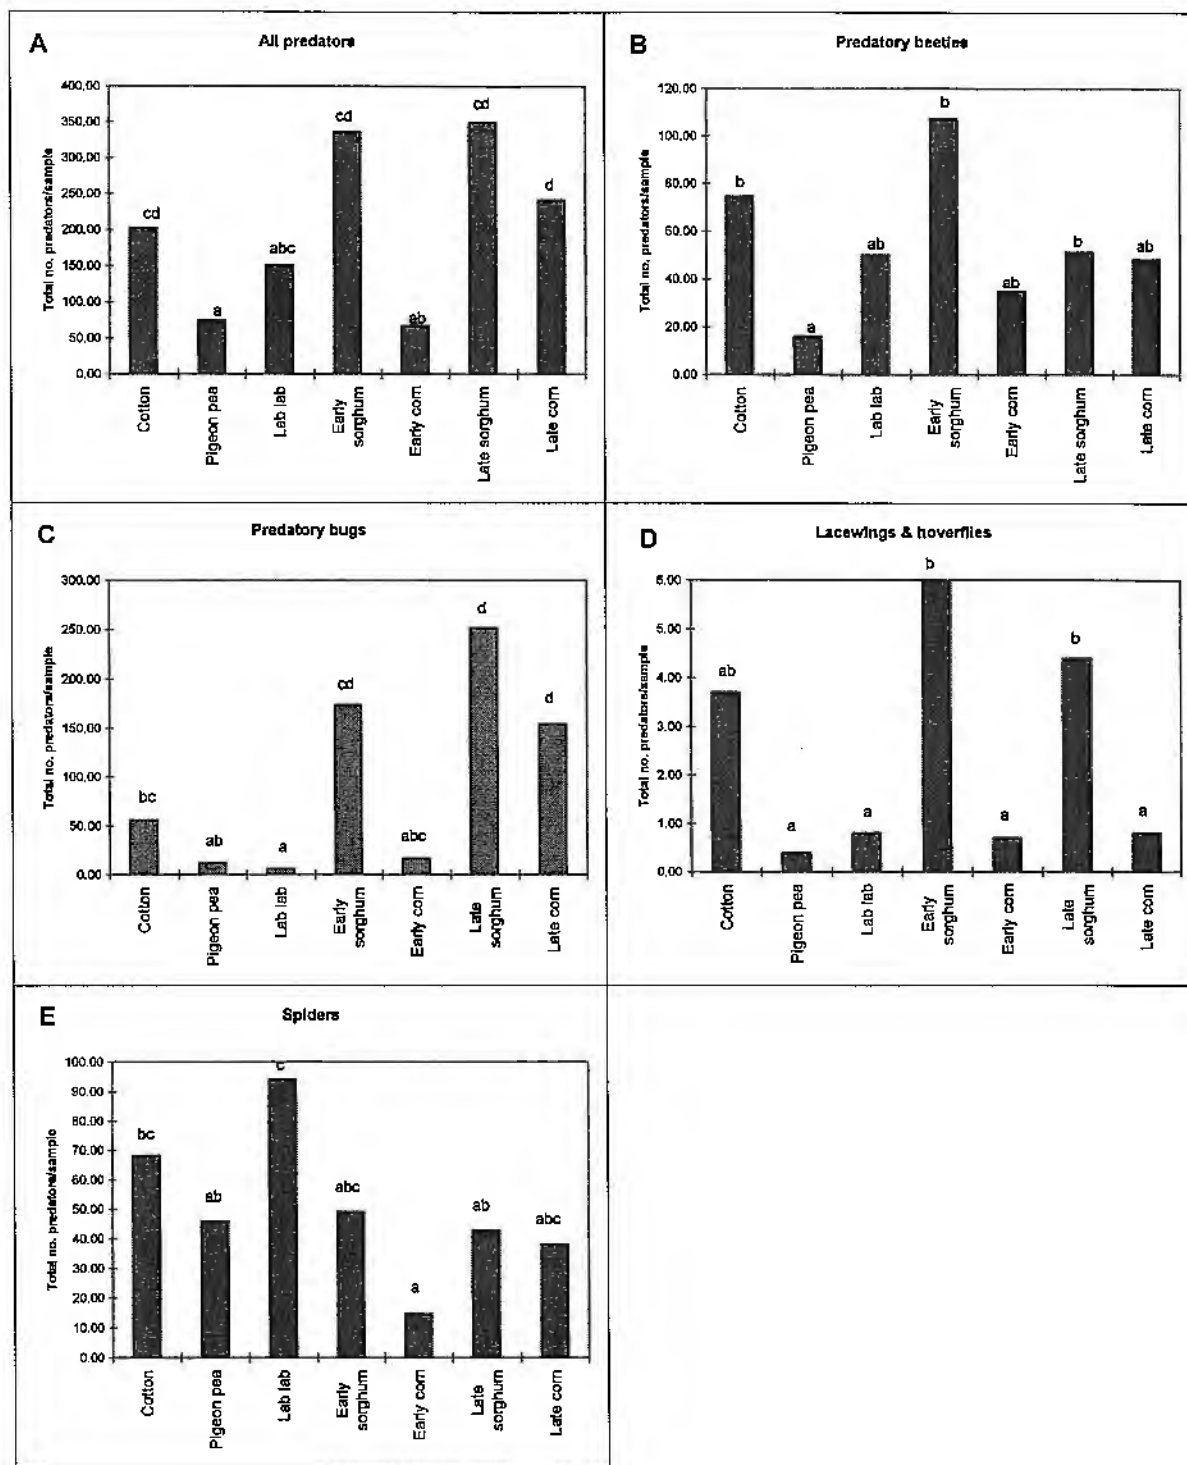 A
All predators
Total no. predators/sample
400,00
350,00
300,00
250,00
200,00
150,00
100,00
50,00
0,00
cd
a
abc
cd
ab
cd
d
Cotton
Pigeon pea
Lab lab
Early
sorghum
Early corn
Late sorghum
Late corn
B
Predatory beetles
Total no. predators/sample
120.00
100.00
80.00
60.00
40.00
20.00
0.00
b
a
ab
b
ab
b
ab
Cotton
Pigeon pea
Lab lab
Early
sorghum
Early corn
Late sorghum
Late corn
C
Predatory bugs
Total no. predators/sample
300.00
250.00
200.00
150.00
100.00
50.00
0.00
bc
ab
a
cd
abc
d
d
Cotton
Pigeon pea
Lab lab
Early
sorghum
Early corn
Late
sorghum
Late corn
D
Lacewings & hoverflies
Total no. predators/sample
6.00
5.00
4.00
3.00
2.00
1.00
0.00
ab
a
a
b
a
b
a
Cotton
Pigeon pea
Lab lab
Early
sorghum
Early corn
Late
sorghum
Late corn
E
Spiders
Total no. predators/sample
100.00
90.00
80.00
70.00
60.00
50.00
40.00
30.00
20.00
10.00
0.00
bc
ab
c
abc
a
ab
abc
Cotton
Pigeon pea
Lab lab
Early
sorghum
Early corn
Late
sorghum
Late corn